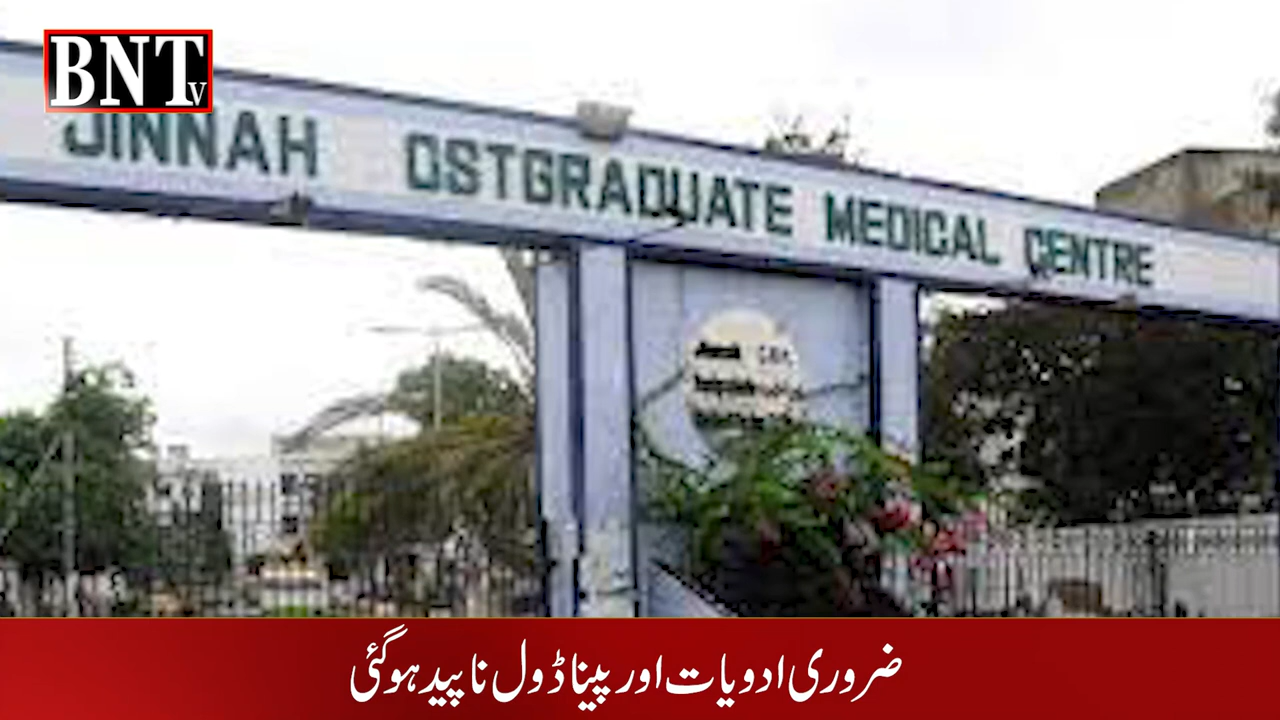 BNTV
JINNAH OSTGRADUATE MEDICAL CENTRE
ضروری ادویات اور پیناڈول ناپید ہوگئی